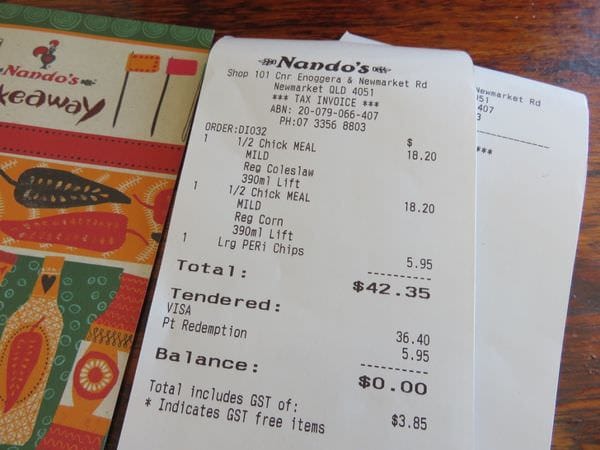 Nando's
keaway
Nando's
Shop 101 Cnr Enoggera & Newmarket Rd
Newmarket QLD 4051
*** TAX INVOICE ***
ABN: 20-079-066-407
PH:07 3356 8803
ORDER:DI032 $
1 1/2 Chick MEAL 18.20
MILD
Reg Coleslaw
390ml Lift
1 1/2 Chick MEAL 18.20
MILD
Reg Corn
390ml Lift
1 Lrg PERi Chips 5.95
----------
Total: $42.35
Tendered:
VISA 36.40
Pt Redemption 5.95
----------
Balance: $0.00
Total includes GST of: $3.85
* Indicates GST free items
Newmarket Rd
051
407
3
***